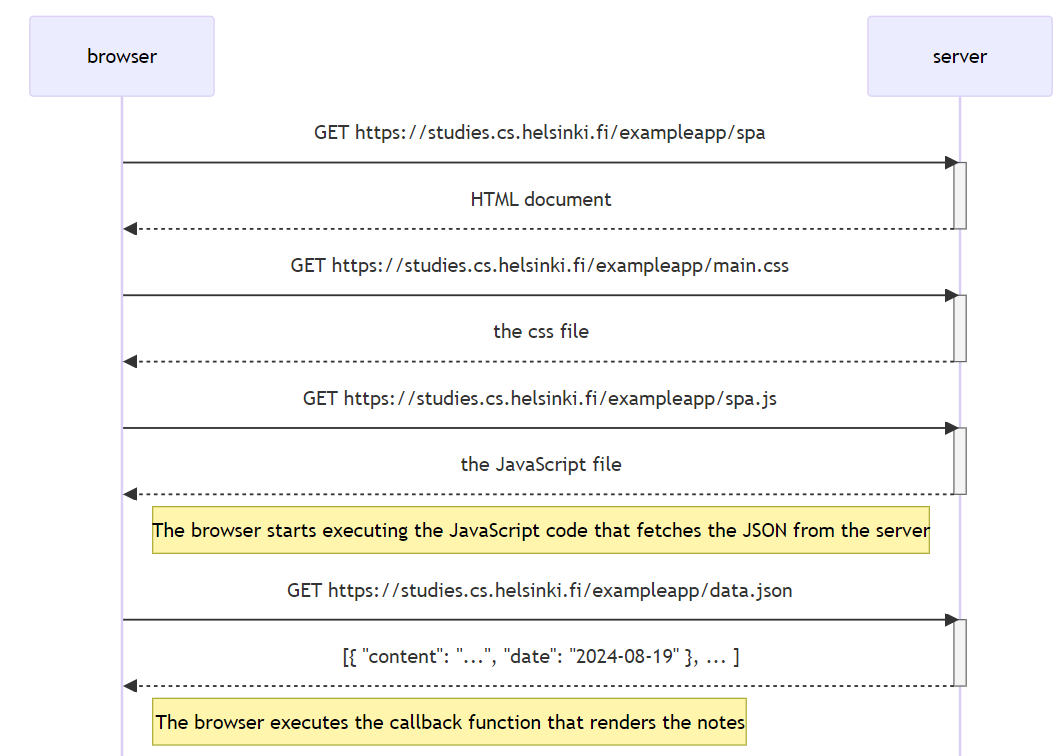 browser
server
GET https://studies.cs.helsinki.fi/exampleapp/spa
HTML document
GET https://studies.cs.helsinki.fi/exampleapp/main.css
the css file
GET https://studies.cs.helsinki.fi/exampleapp/spa.js
the JavaScript file
The browser starts executing the JavaScript code that fetches the JSON from the server
GET https://studies.cs.helsinki.fi/exampleapp/data.json
[{ "content": "...", "date": "2024-08-19" }, ... ]
The browser executes the callback function that renders the notes